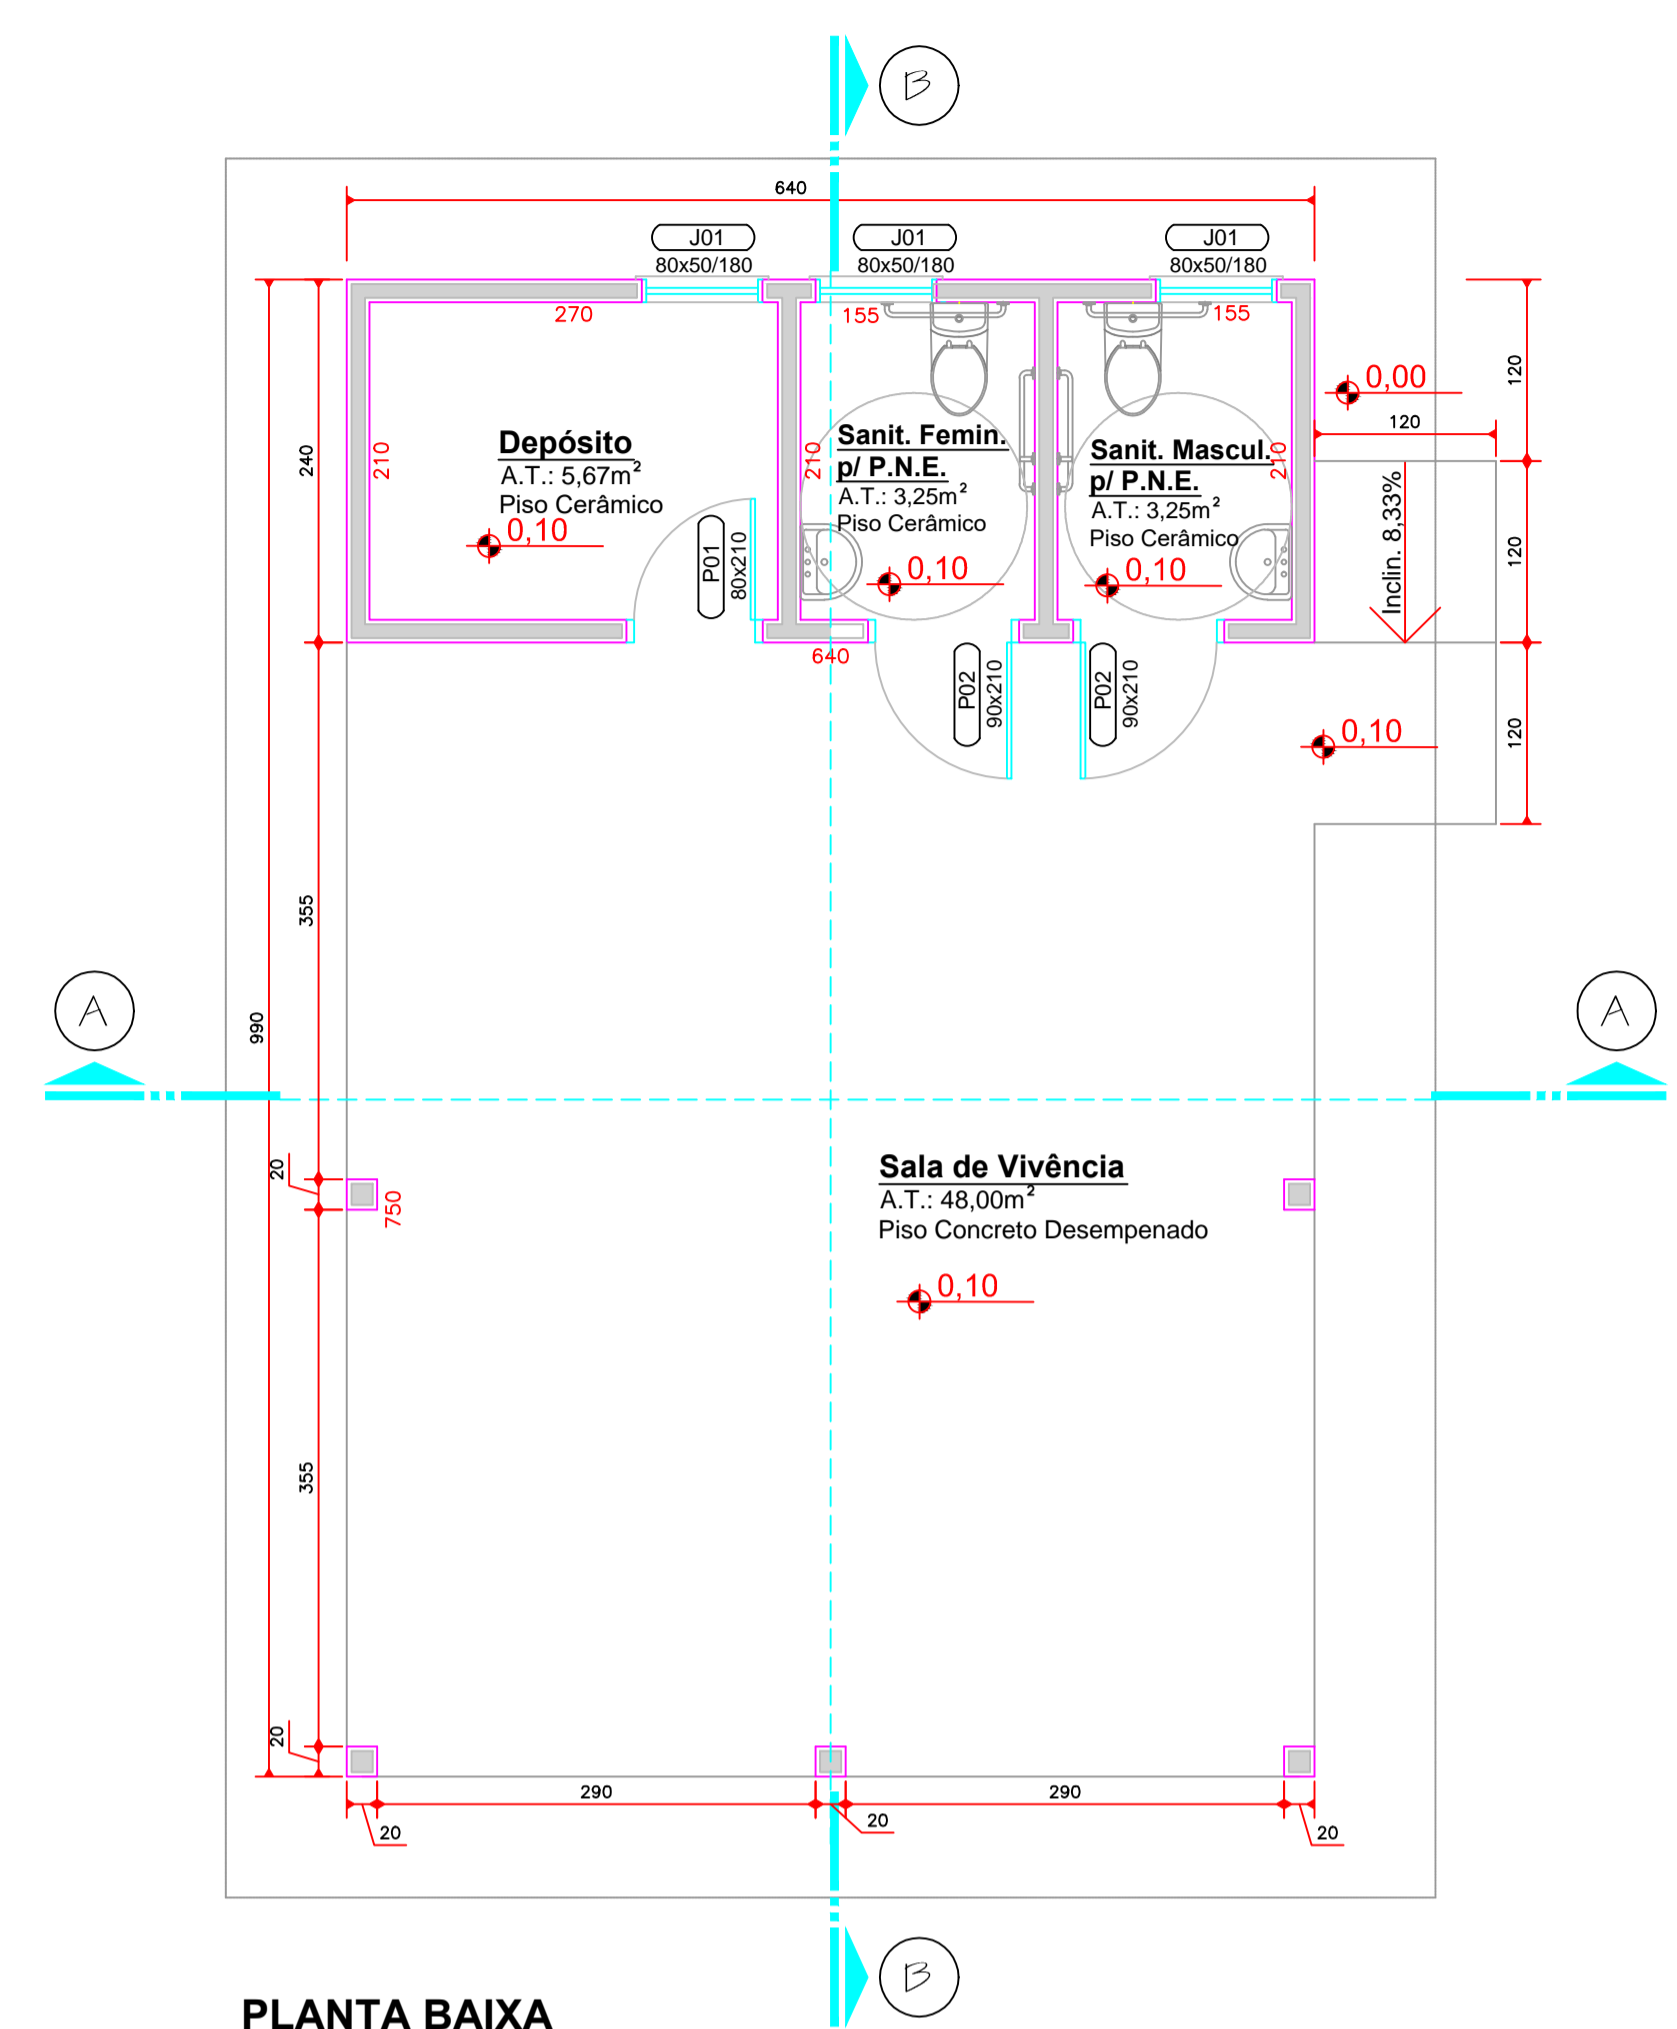 B
640
J01
J01
J01
80x50/180
80x50/180
80x50/180
270
155
155
0,00
120
120
240
210
Depósito
A.T.: 5,67m²
Piso Cerâmico
0,10
P01
80x210
210
Sanit. Femin.
p/ P.N.E.
A.T.: 3,25m²
Piso Cerâmico
0,10
Sanit. Mascul.
p/ P.N.E.
A.T.: 3,25m²
Piso Cerâmico
0,10
210
Inclin. 8,33%
120
640
P02
90x210
P02
90x210
0,10
120
355
990
A
A
20
750
Sala de Vivência
A.T.: 48,00m²
Piso Concreto Desempenado
0,10
355
20
290
290
20
20
20
B
PLANTA BAIXA